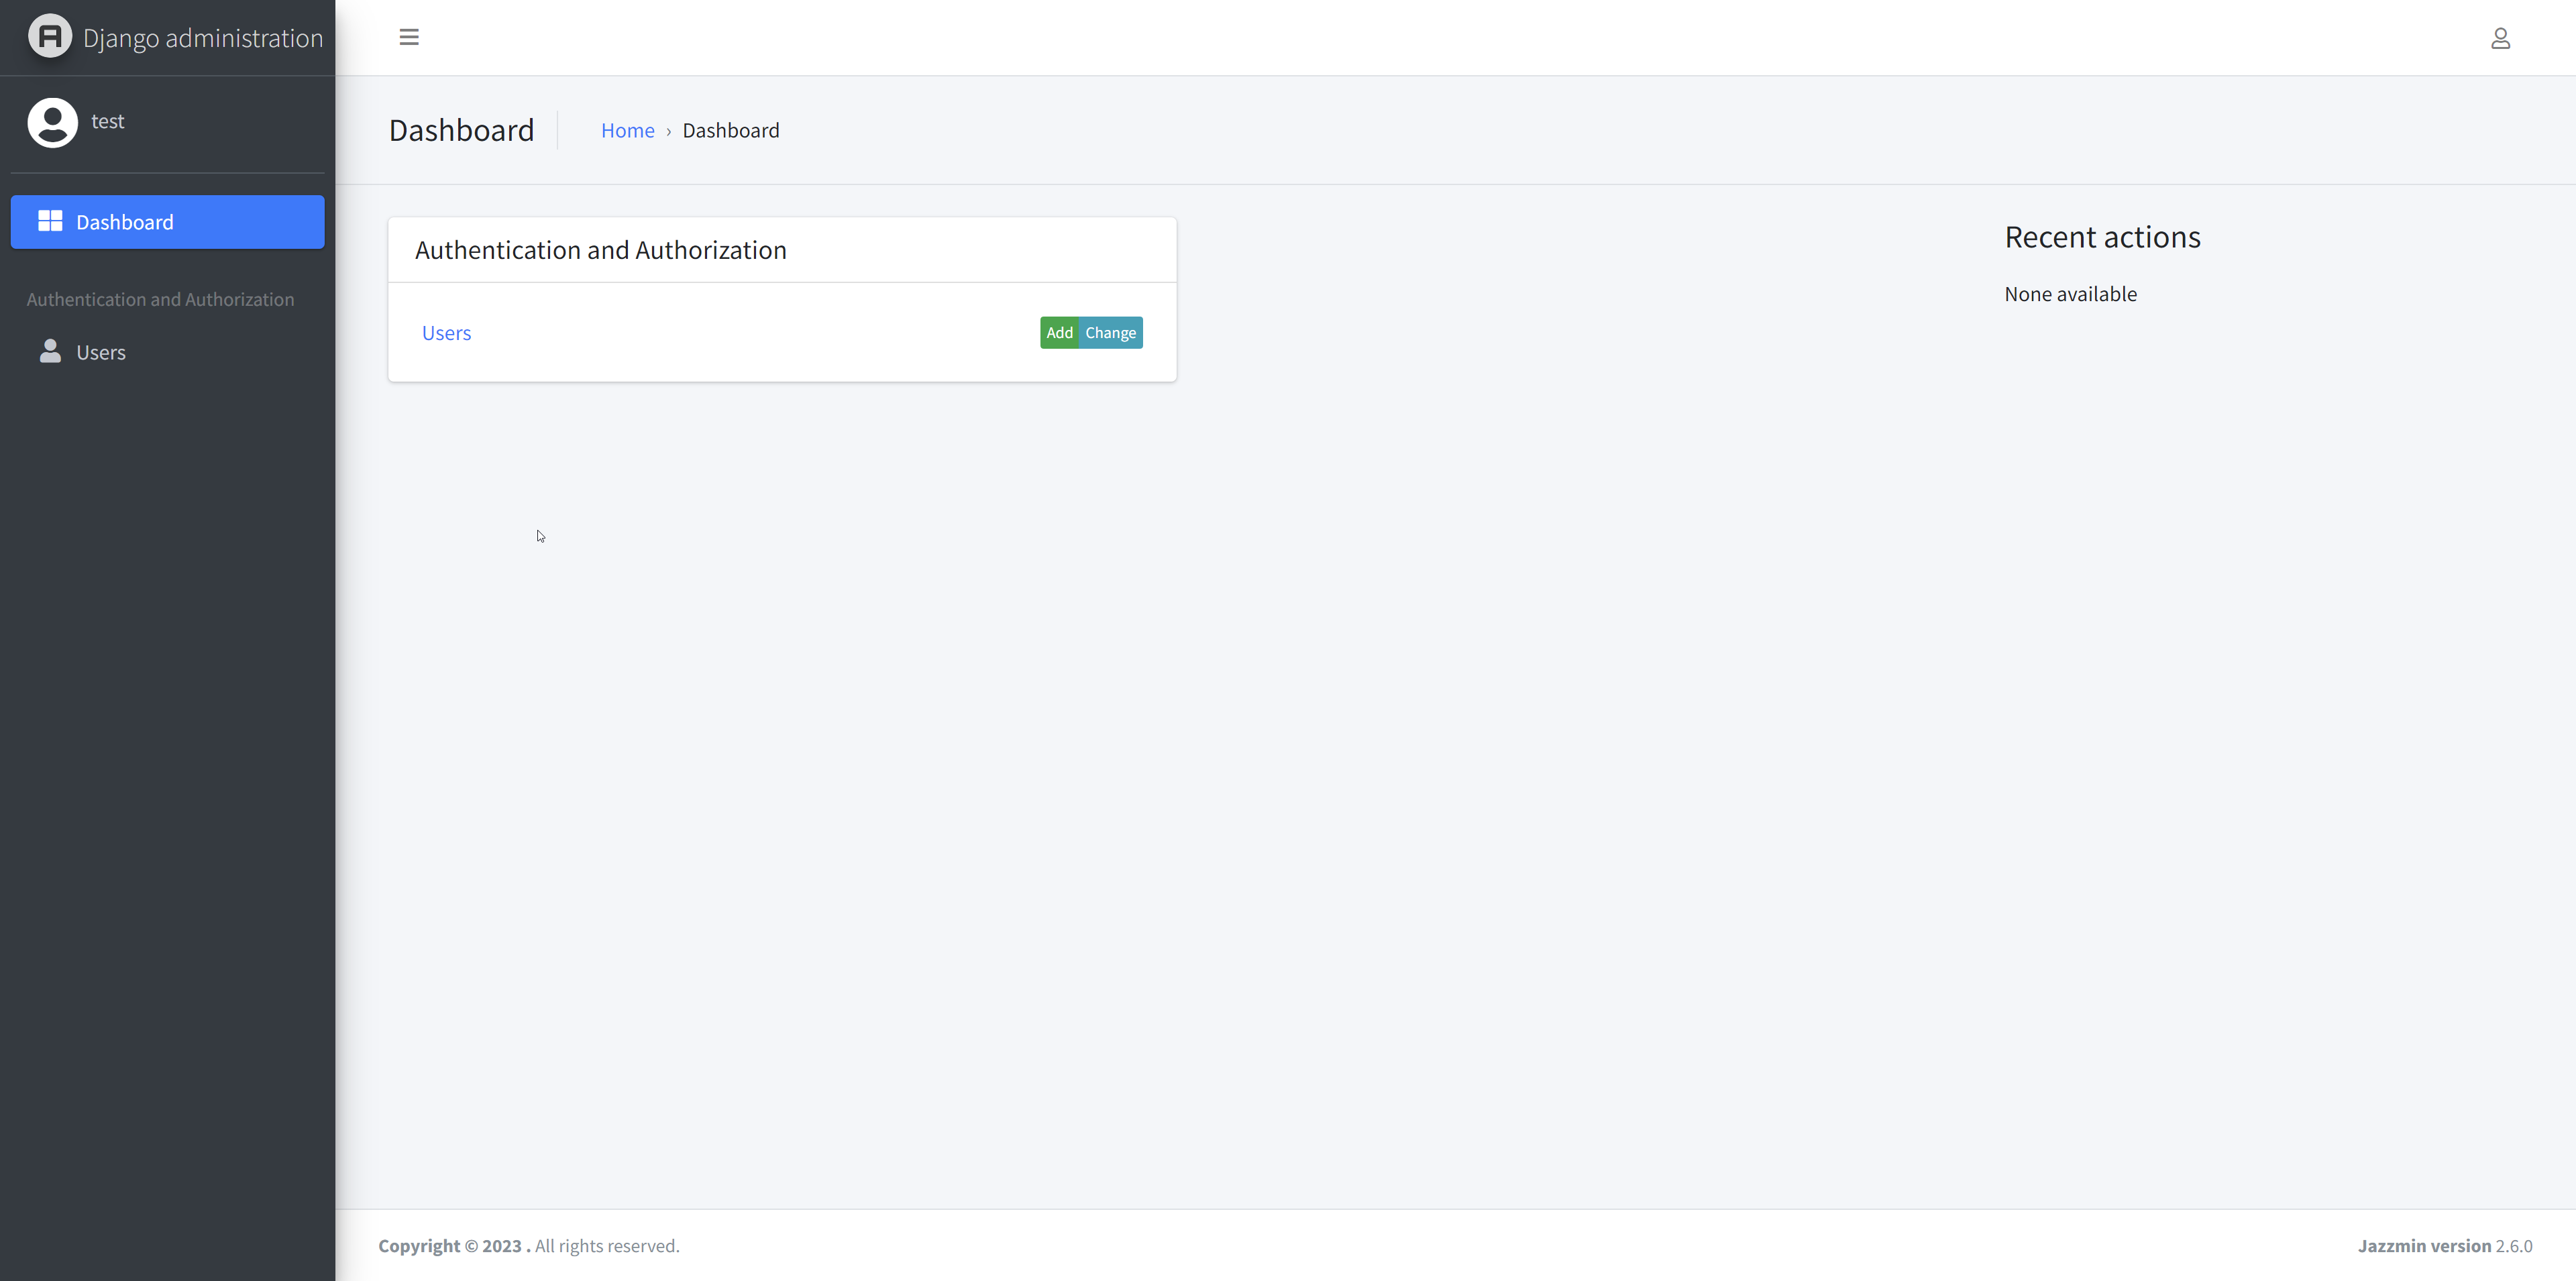 Django administration
test
Dashboard
Authentication and Authorization
Users
Dashboard
Home › Dashboard
Authentication and Authorization
Users Add Change
Recent actions
None available
Copyright © 2023 . All rights reserved.
Jazzmin version 2.6.0